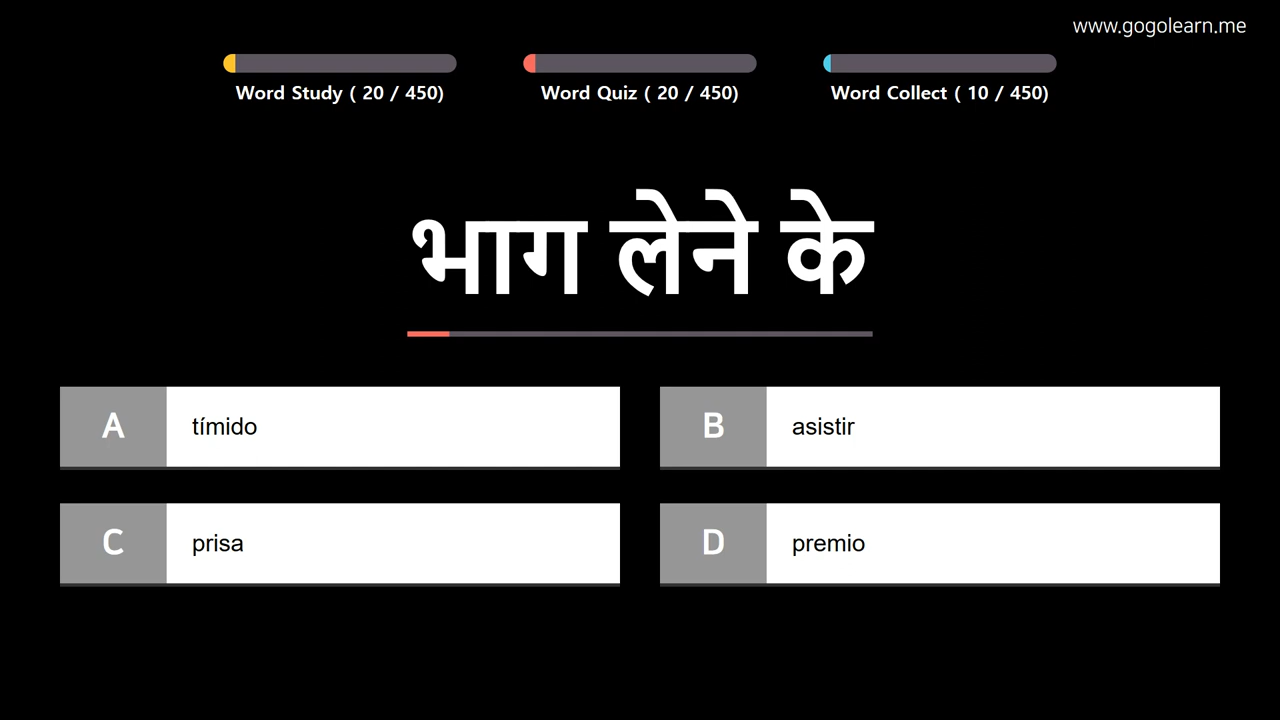 www.gogolearn.me
Word Study ( 20 / 450)
Word Quiz ( 20 / 450)
Word Collect ( 10 / 450)
भाग लेने के
A tímido
B asistir
C prisa
D premio